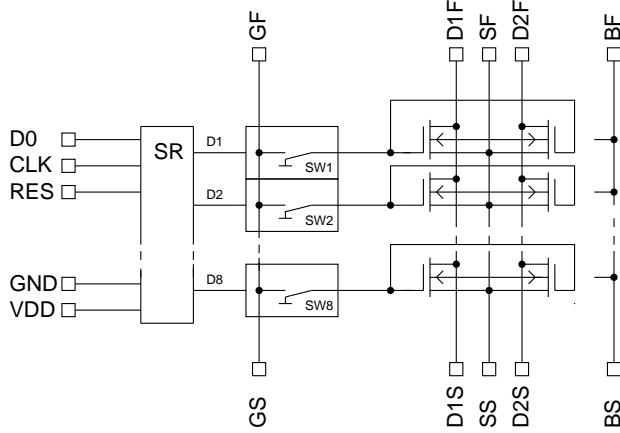 GF
D1F
SF
D2F
BF
D0
CLK
RES
SR
D1
SW1
D2
SW2
GND
VDD
D8
SW8
GS
D1S
SS
D2S
BS